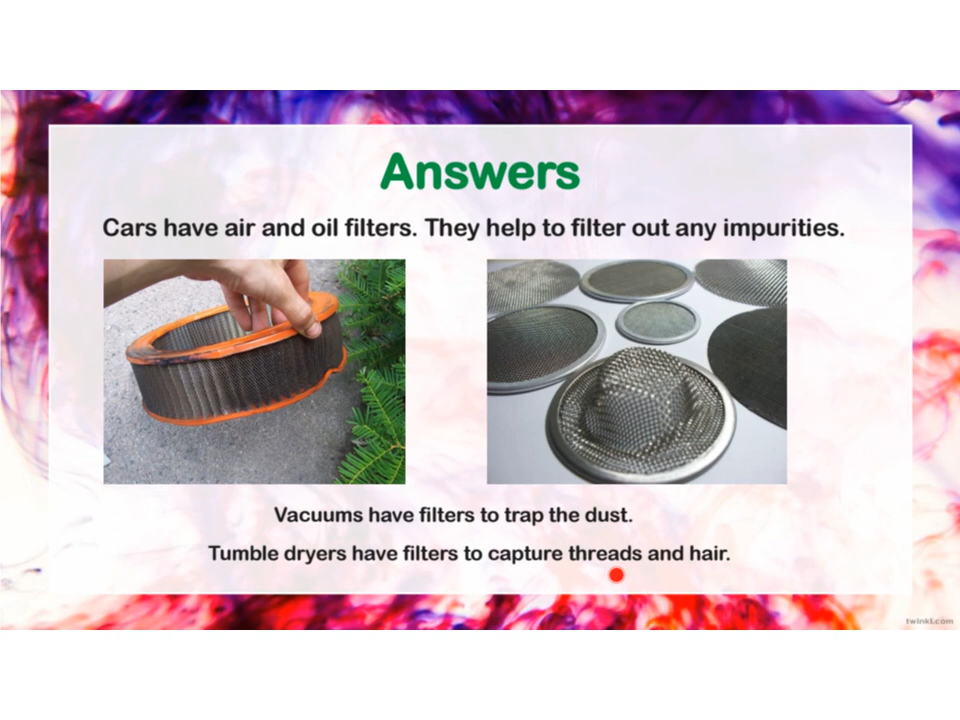 Answers
Cars have air and oil filters. They help to filter out any impurities.
Vacuums have filters to trap the dust.
Tumble dryers have filters to capture threads and hair.
twinkl.com